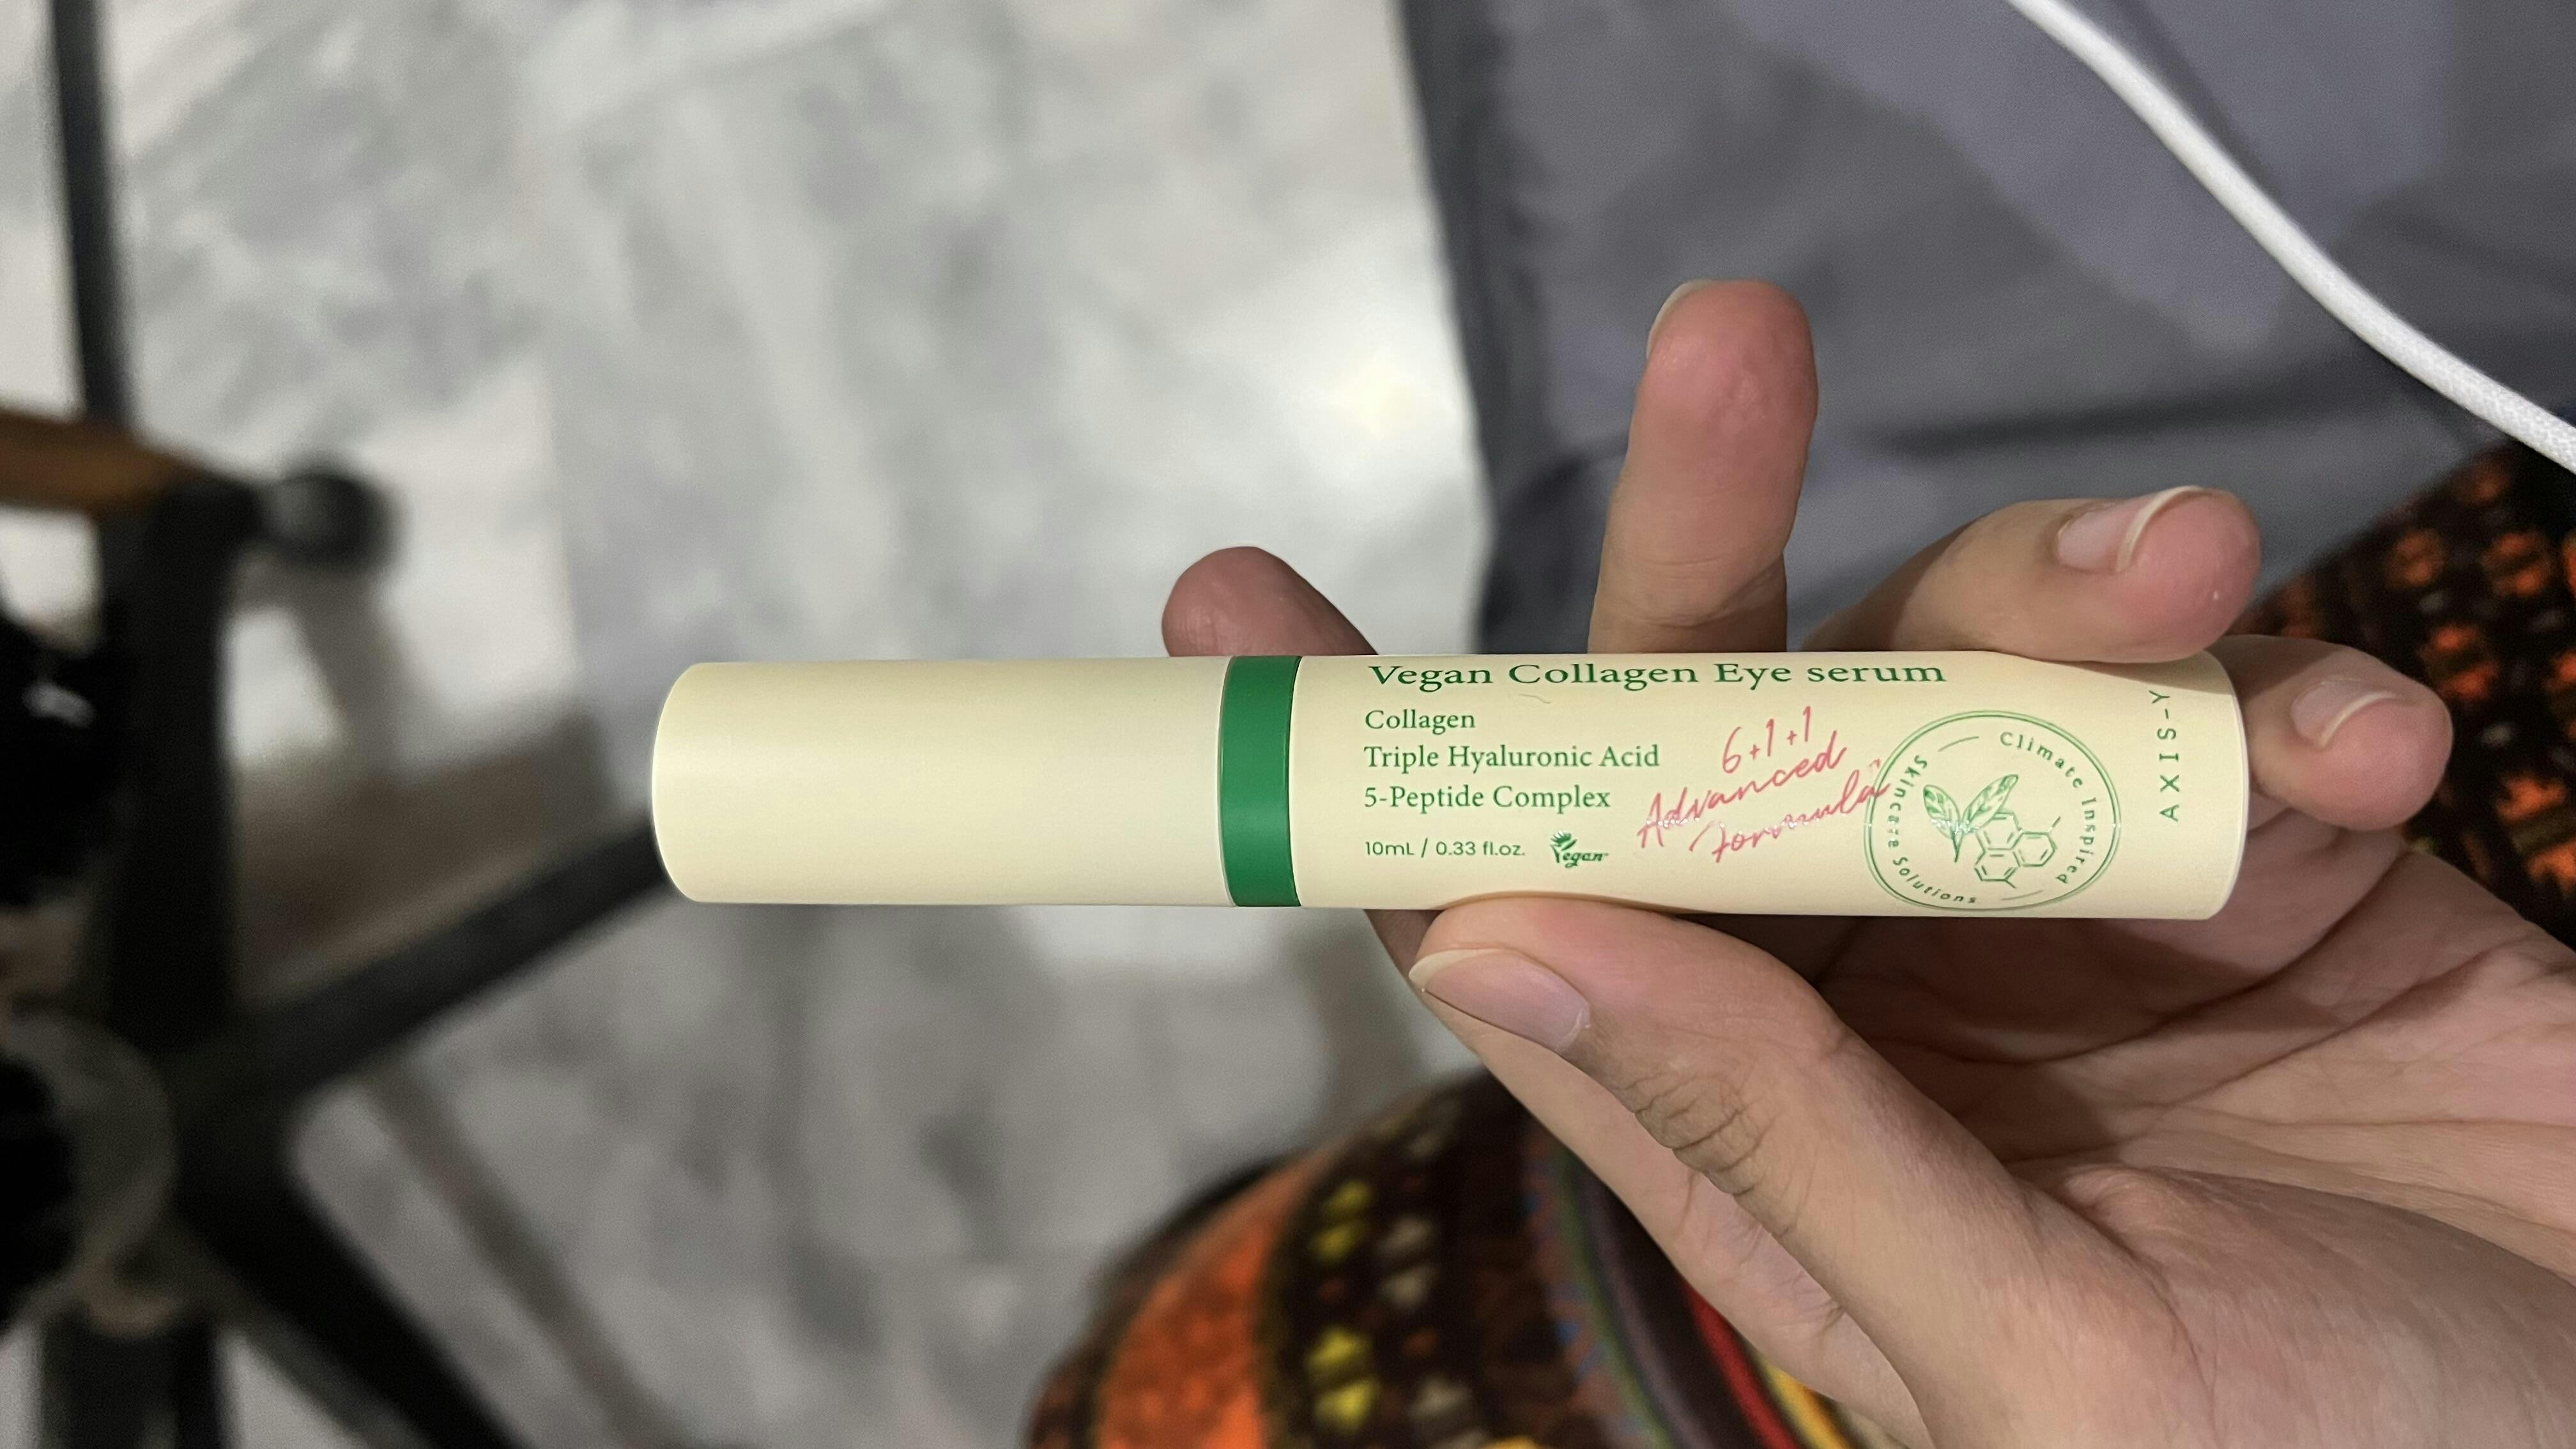 Vegan Collagen Eye serum
Collagen
Triple Hyaluronic Acid
5-Peptide Complex
10mL / 0.33 fl.oz.
Vegan
6+1+1
Advanced
Formula
Climate Inspired
Skincare Solutions
AXIS-Y